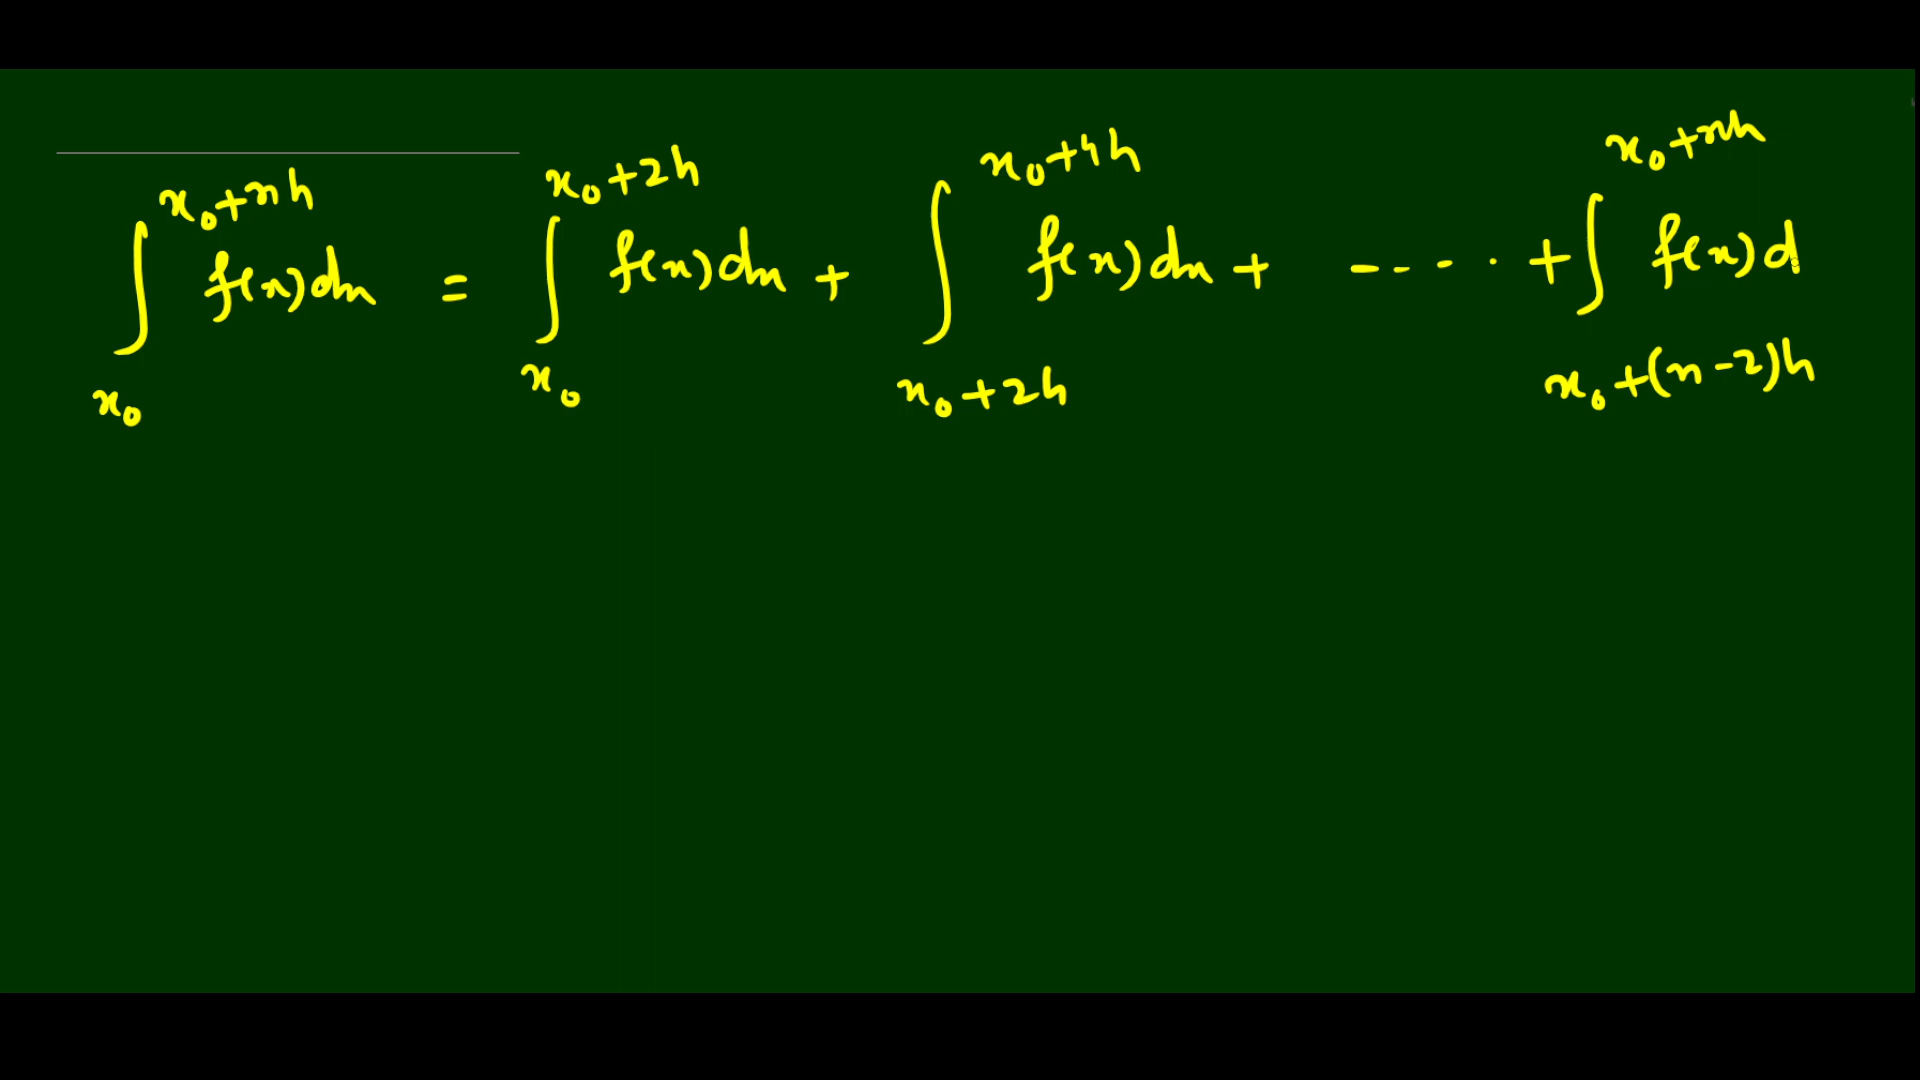 ∫_{x₀}^{x₀+nh} f(x)dx = ∫_{x₀}^{x₀+2h} f(x)dx + ∫_{x₀+2h}^{x₀+4h} f(x)dx + ---- · + ∫_{x₀+(n-2)h}^{x₀+nh} f(x)d